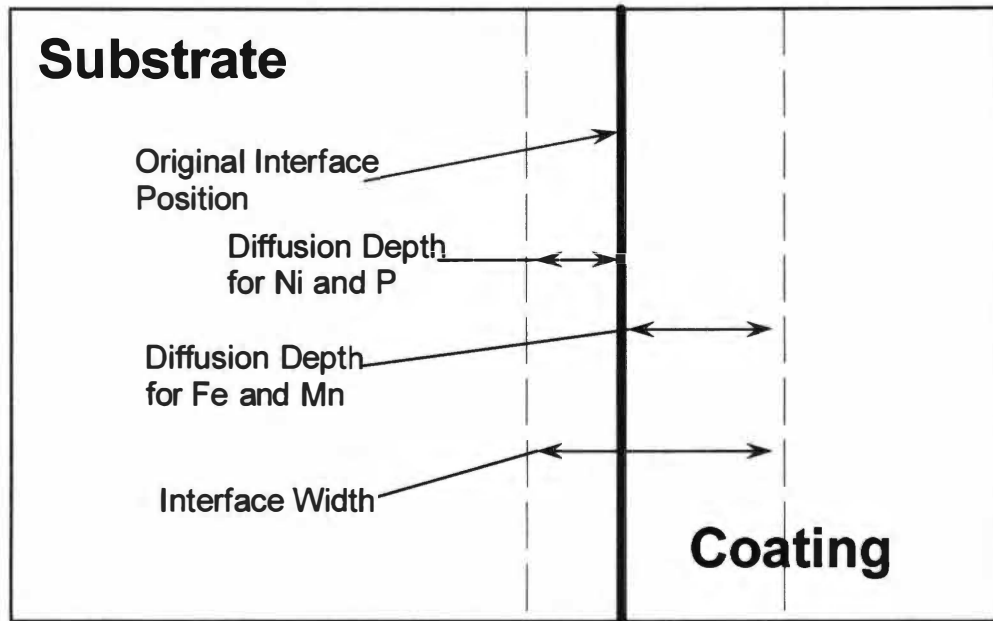 Substrate
Original Interface
Position
Diffusion Depth
for Ni and P
Diffusion Depth
for Fe and Mn
Interface Width
Coating